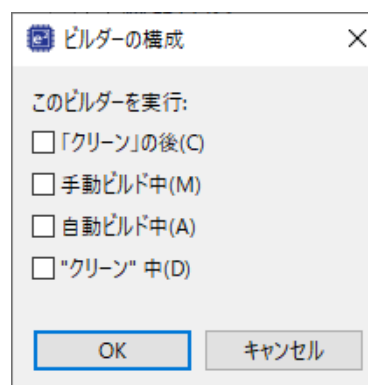 ビルダーの構成
このビルダーを実行:
「クリーン」の後(C)
手動ビルド中(M)
自動ビルド中(A)
"クリーン" 中(D)
OK キャンセル